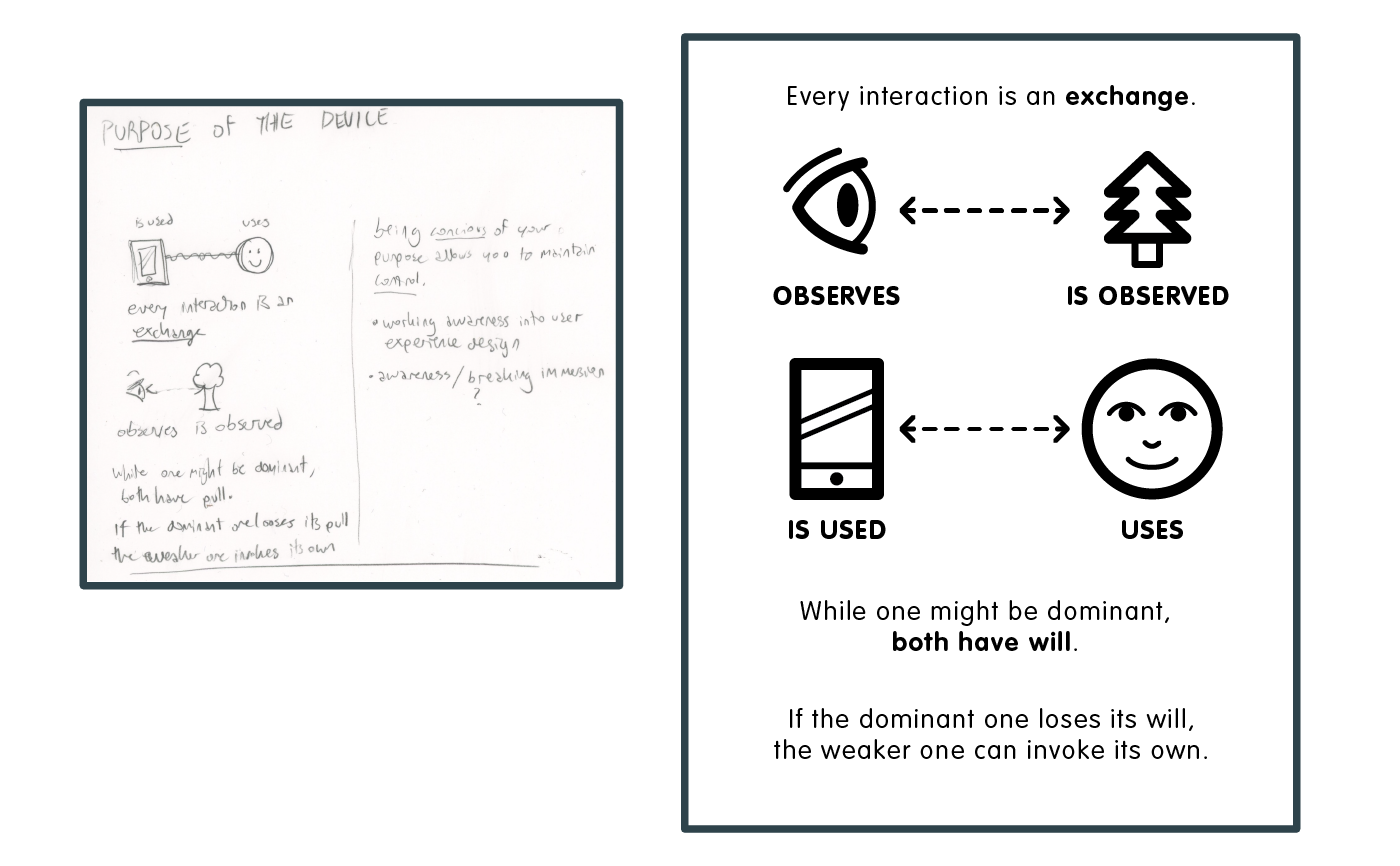 PURPOSE OF THE DEVICE
is used uses
every interaction is an
exchange
observes is observed
While one might be dominant,
both have pull.
If the dominant one looses its pull
the weaker one invokes its own
being concious of your
purpose allows you to maintain
control.
• working awareness into user
experience design
• awareness/breaking immersion
?
Every interaction is an exchange.
OBSERVES IS OBSERVED
IS USED USES
While one might be dominant,
both have will.
If the dominant one loses its will,
the weaker one can invoke its own.